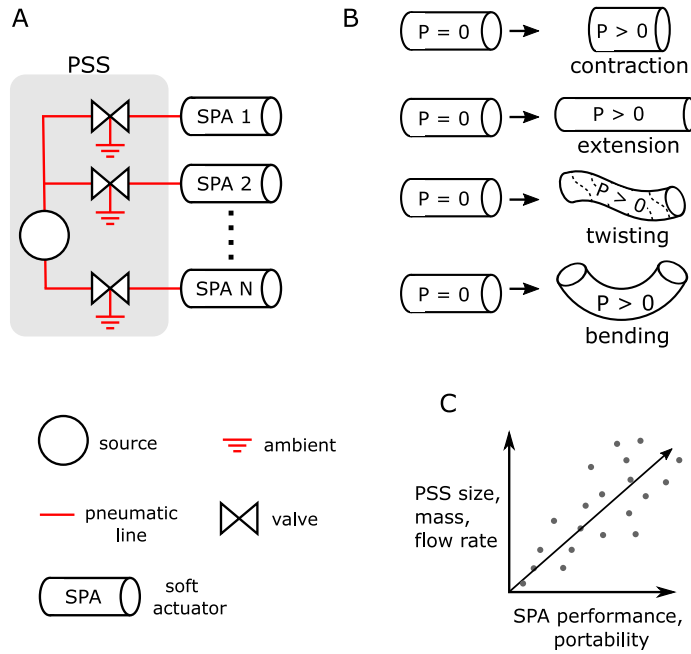 A
PSS
SPA 1
SPA 2
SPA N
source
ambient
pneumatic
line
valve
SPA
soft
actuator
B
P = 0
P > 0
contraction
P = 0
P > 0
extension
P = 0
P > 0
twisting
P = 0
P > 0
bending
C
PSS size,
mass,
flow rate
SPA performance,
portability